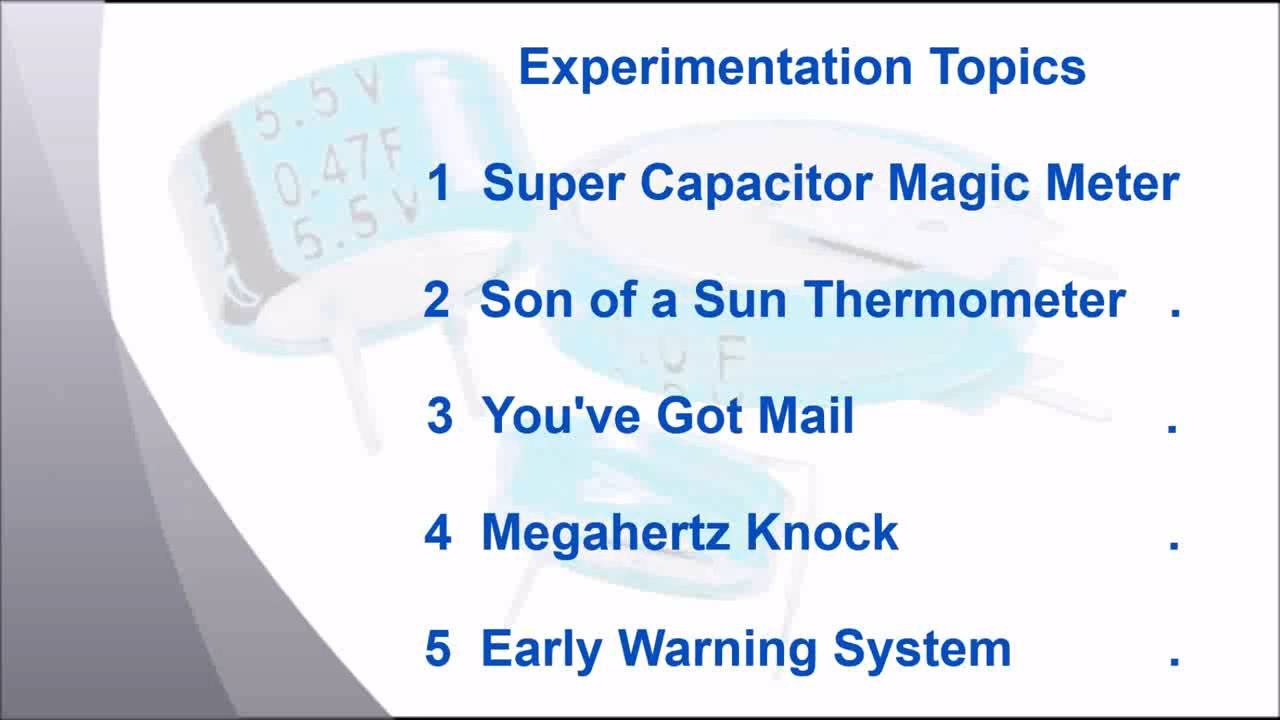 Experimentation Topics
5.5V
0.47F
5.5V
1 Super Capacitor Magic Meter
2 Son of a Sun Thermometer .
F
3 You've Got Mail .
4 Megahertz Knock .
5 Early Warning System .